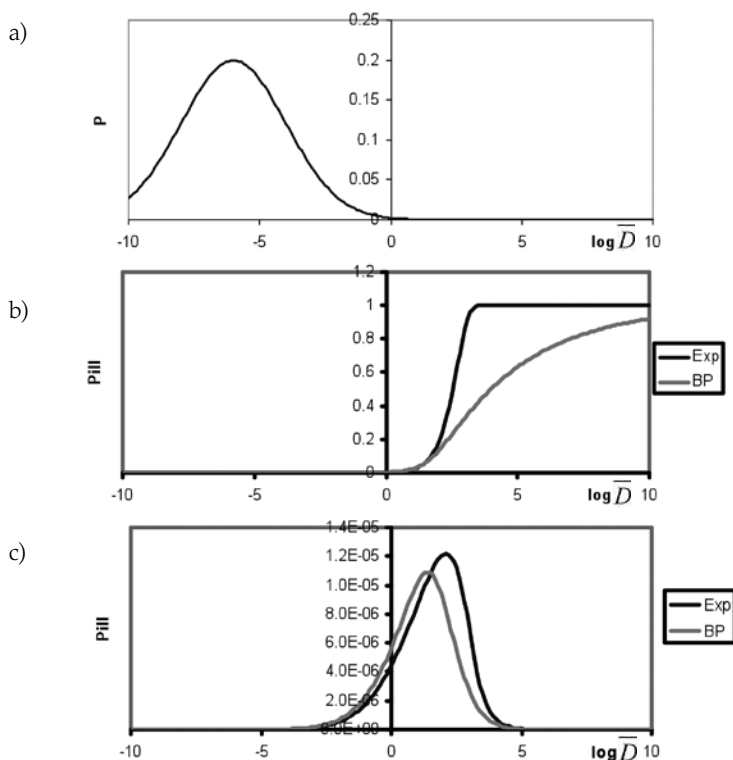 a)
0.25
0.2
0.15
0.1
0.05
0
P
-10 -5 0 5 10
log D̅
b)
1.2
1
0.8
0.6
0.4
0.2
0
Pill
-10 -5 0 5 10
log D̅
Exp
BP
c)
1.4E-05
1.2E-05
1.0E-05
8.0E-06
6.0E-06
4.0E-06
2.0E-06
0.0E+00
Pill
-10 -5 0 5 10
log D̅
Exp
BP